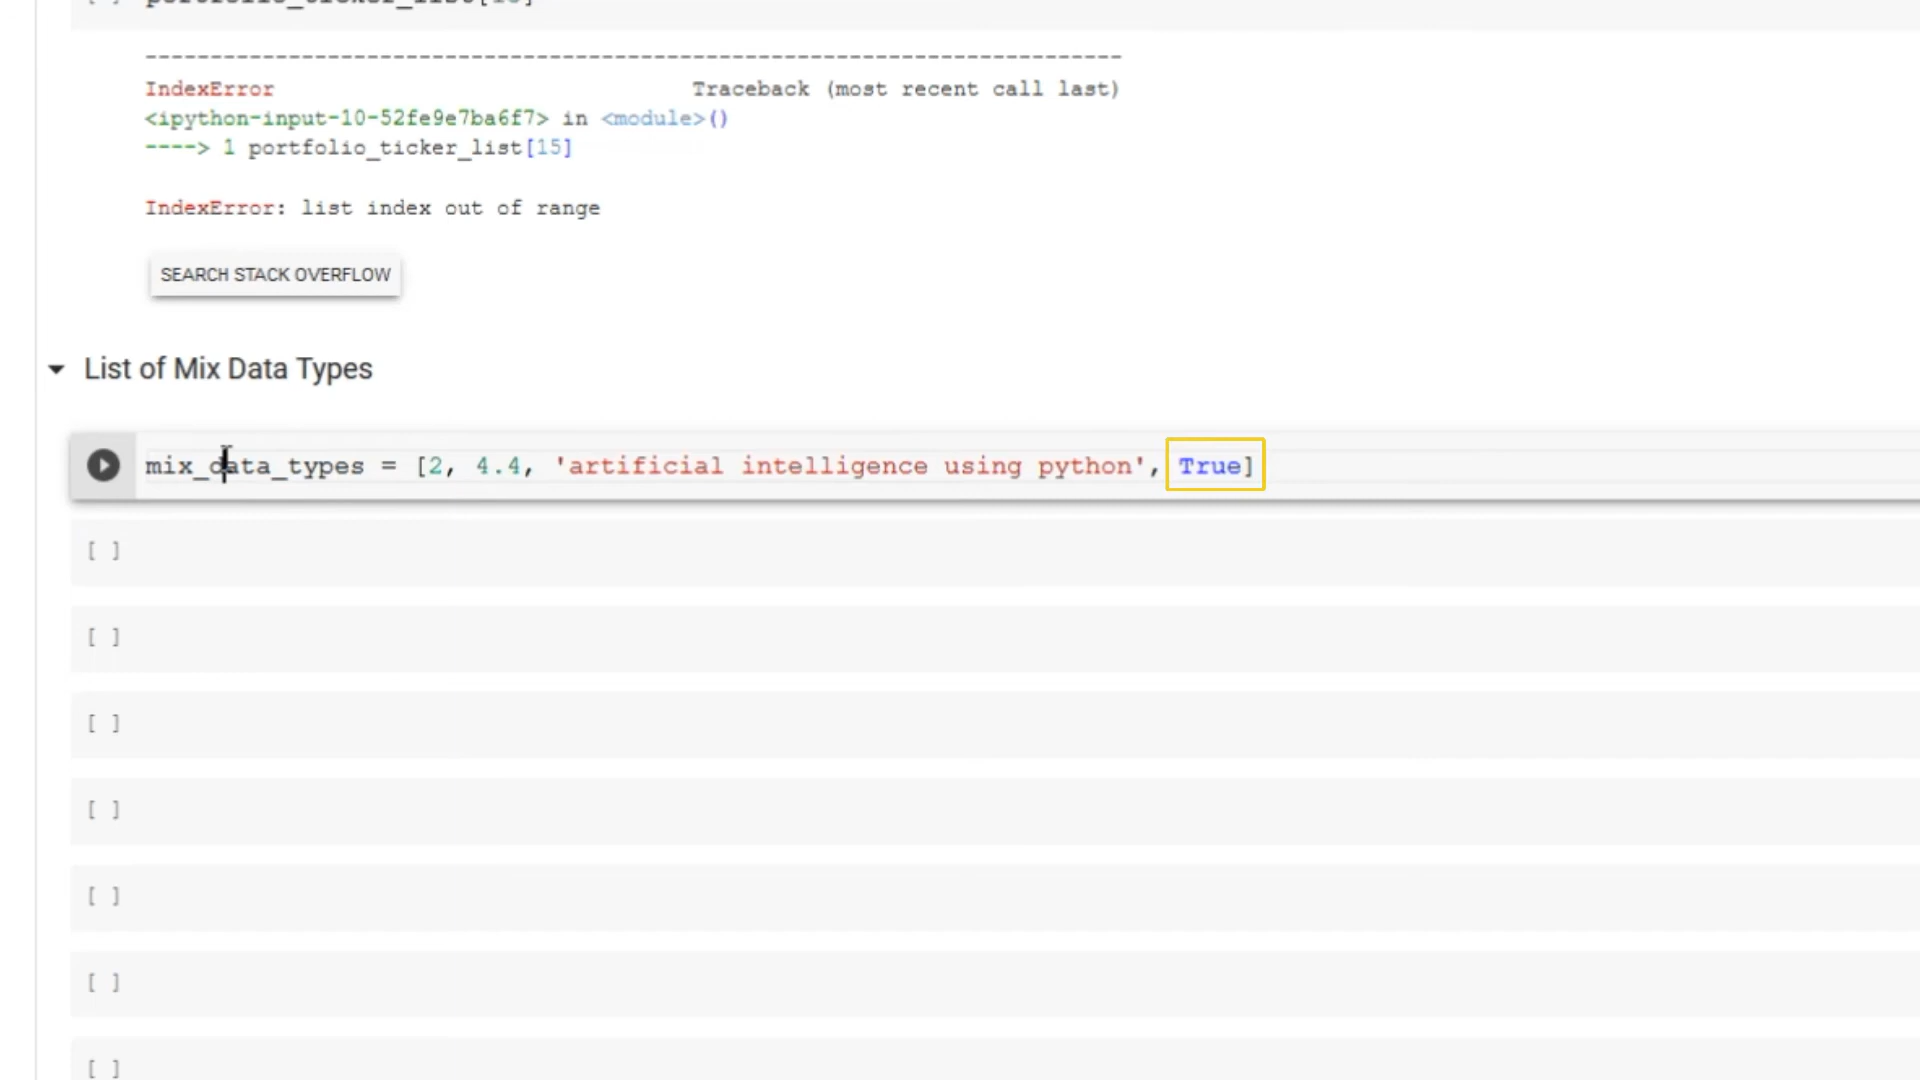 [ ] portfolio_ticker_list[15]
--------------------------------------------------------------------------
IndexError Traceback (most recent call last)
<ipython-input-10-52fe9e7ba6f7> in <module>()
----> 1 portfolio_ticker_list[15]
IndexError: list index out of range
SEARCH STACK OVERFLOW
List of Mix Data Types
mix_data_types = [2, 4.4, 'artificial intelligence using python', True]
[ ]
[ ]
[ ]
[ ]
[ ]
[ ]
[ ]